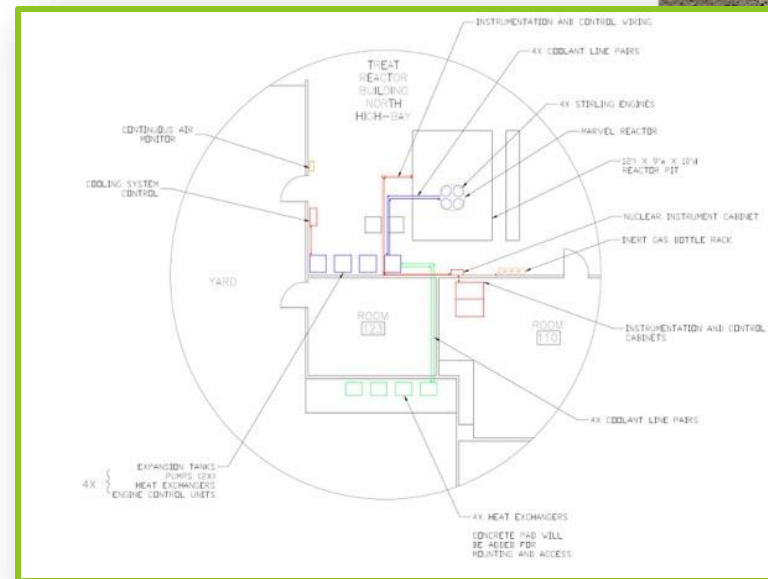 INSTRUMENTATION AND CONTROL WIRING
4X COOLANT LINE PAIRS
TREAT
REACTOR
BUILDING
NORTH
HIGH-BAY
4X STIRLING ENGINES
MARVEL REACTOR
CONTINUOUS AIR
MONITOR
REACTOR PIT
COOLING SYSTEM
CONTROL
NUCLEAR INSTRUMENT CABINET
INERT GAS BOTTLE RACK
YARD
ROOM
123
ROOM
110
INSTRUMENTATION AND CONTROL
CABINETS
4X COOLANT LINE PAIRS
4X
EXPANSION TANKS
PUMPS (2X)
HEAT EXCHANGERS
ENGINE CONTROL UNITS
4X HEAT EXCHANGERS
CONCRETE PAD WILL
BE ADDED FOR
MOUNTING AND ACCESS